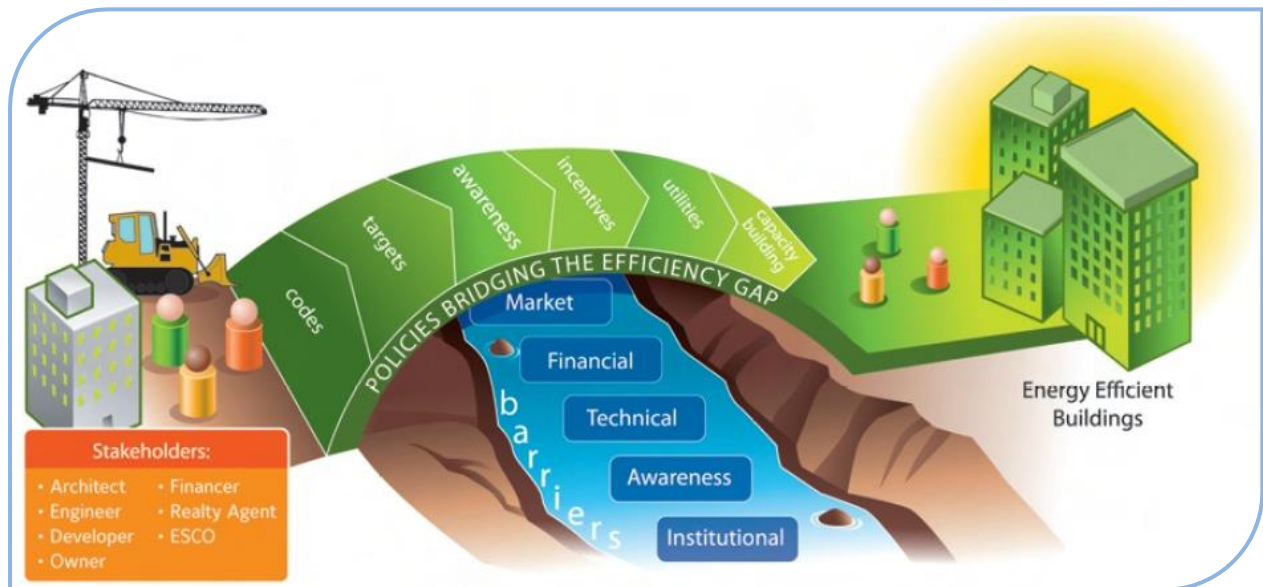 codes
targets
awareness
incentives
utilities
capacity
building
POLICIES BRIDGING THE EFFICIENCY GAP
Market
Financial
Technical
Awareness
Institutional
barriers
Stakeholders:
• Architect
• Engineer
• Developer
• Owner
• Financer
• Realty Agent
• ESCO
Energy Efficient
Buildings